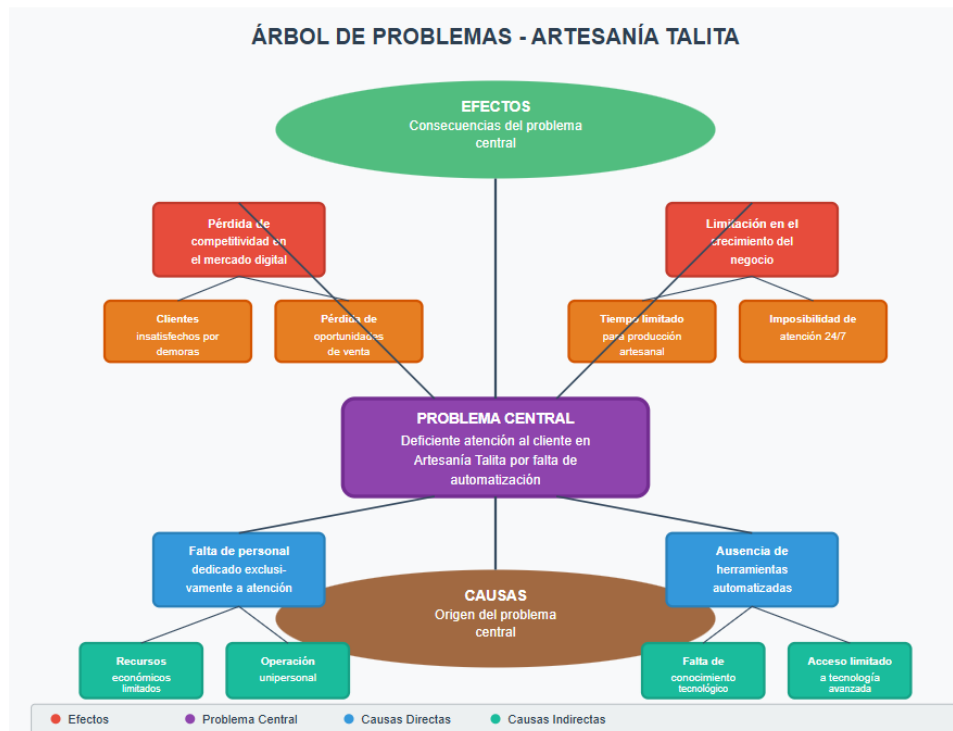 ÁRBOL DE PROBLEMAS - ARTESANÍA TALITA
EFECTOS
Consecuencias del problema
central
Pérdida de
competitividad en
el mercado digital
Limitación en el
crecimiento del
negocio
Clientes
insatisfechos por
demoras
Pérdida de
oportunidades
de venta
Tiempo limitado
para producción
artesanal
Imposibilidad de
atención 24/7
PROBLEMA CENTRAL
Deficiente atención al cliente en
Artesanía Talita por falta de
automatización
Falta de personal
dedicado exclusi-
vamente a atención
Ausencia de
herramientas
automatizadas
CAUSAS
Origen del problema
central
Recursos
económicos
limitados
Operación
unipersonal
Falta de
conocimiento
tecnológico
Acceso limitado
a tecnología
avanzada
Efectos
Problema Central
Causas Directas
Causas Indirectas